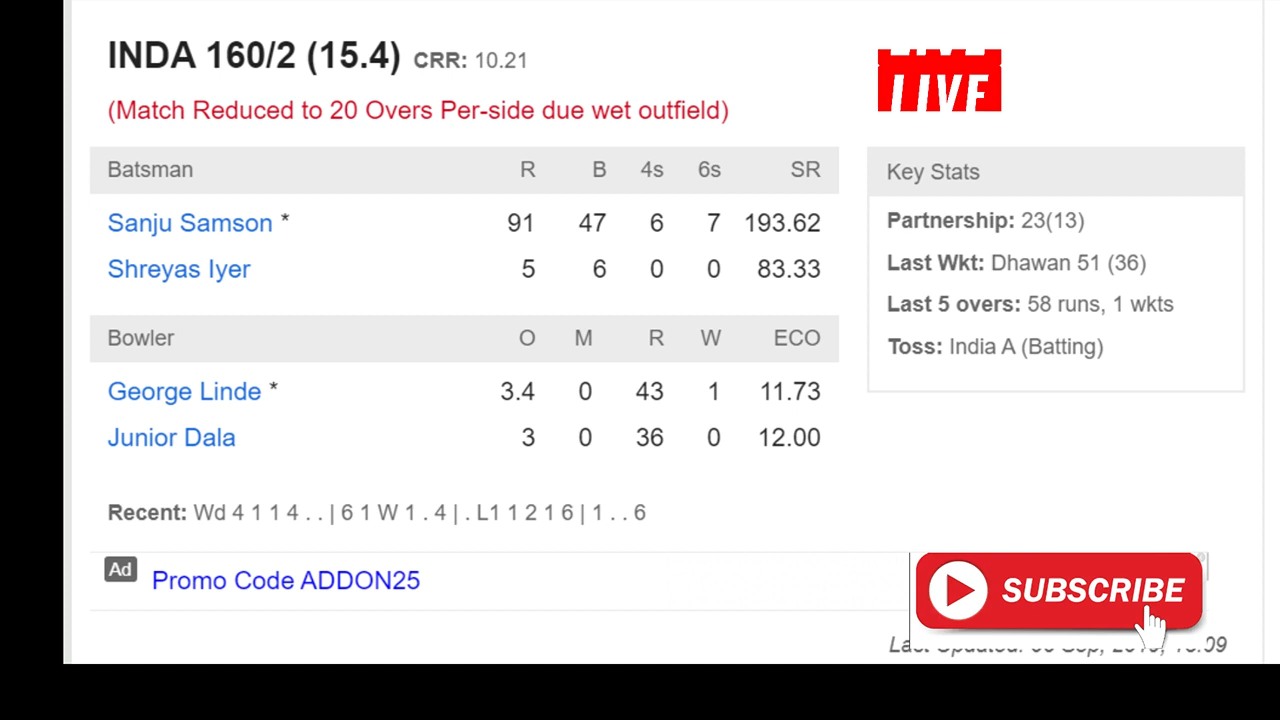 INDA 160/2 (15.4) CRR: 10.21
LIVE
(Match Reduced to 20 Overs Per-side due wet outfield)
Batsman R B 4s 6s SR
Sanju Samson * 91 47 6 7 193.62
Shreyas Iyer 5 6 0 0 83.33
Bowler O M R W ECO
George Linde * 3.4 0 43 1 11.73
Junior Dala 3 0 36 0 12.00
Key Stats
Partnership: 23(13)
Last Wkt: Dhawan 51 (36)
Last 5 overs: 58 runs, 1 wkts
Toss: India A (Batting)
Recent: Wd 4 1 1 4 . . | 6 1 W 1 . 4 | . L1 1 2 1 6 | 1 . . 6
Ad
Promo Code ADDON25
SUBSCRIBE
Last Updated: Sep,